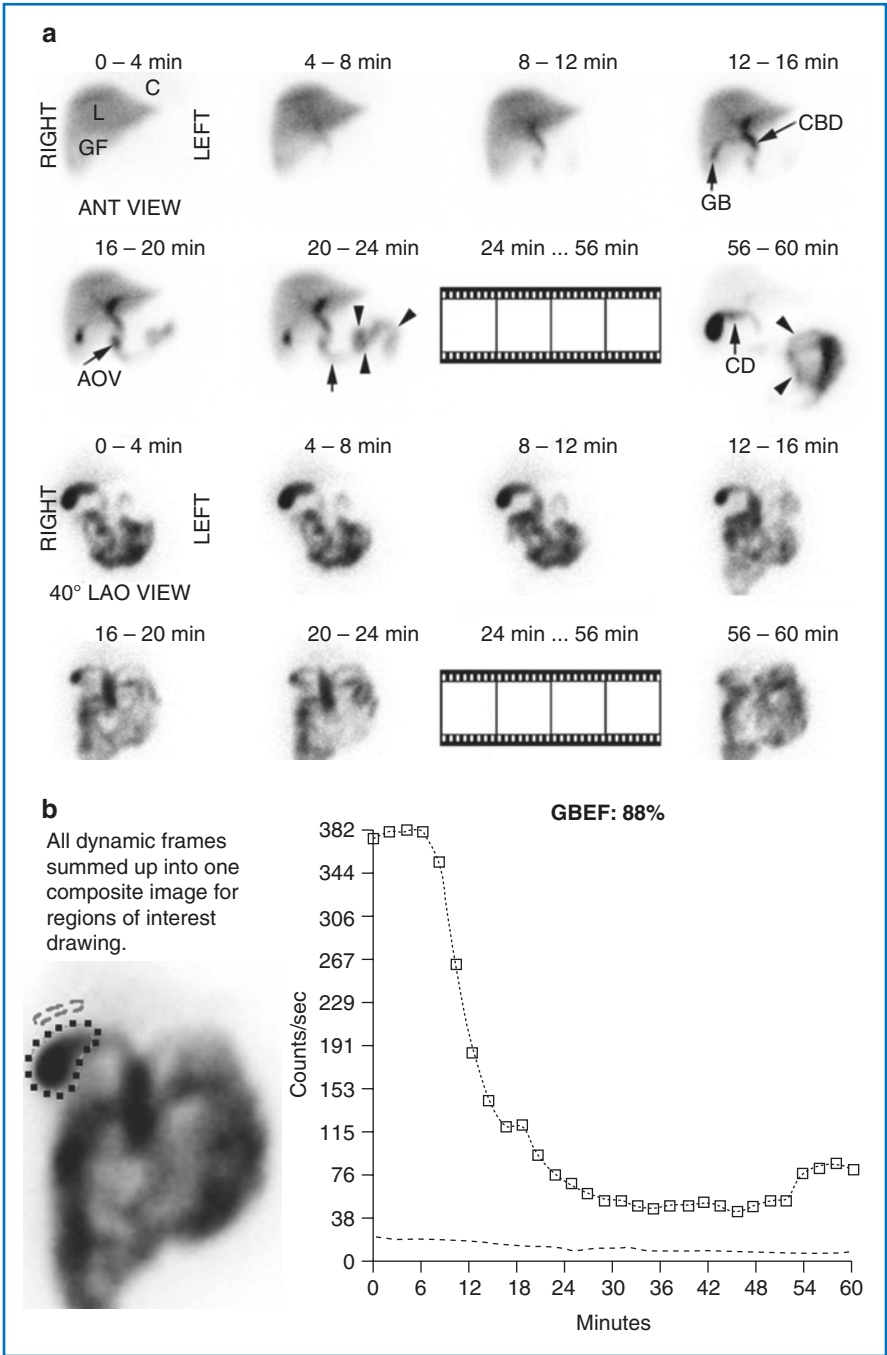 a
0 – 4 min
4 – 8 min
8 – 12 min
12 – 16 min
C
L
GF
RIGHT
LEFT
CBD
GB
ANT VIEW
16 – 20 min
20 – 24 min
24 min ... 56 min
56 – 60 min
AOV
CD
0 – 4 min
4 – 8 min
8 – 12 min
12 – 16 min
RIGHT
LEFT
40° LAO VIEW
16 – 20 min
20 – 24 min
24 min ... 56 min
56 – 60 min
b
All dynamic frames
summed up into one
composite image for
regions of interest
drawing.
GBEF: 88%
Counts/sec
382
344
306
267
229
191
153
115
76
38
0
0 6 12 18 24 30 36 42 48 54 60
Minutes